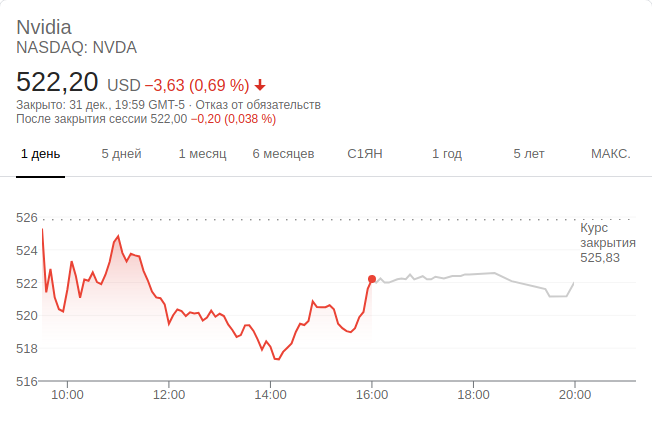 Nvidia
NASDAQ: NVDA
522,20 USD −3,63 (0,69 %)
Закрыто: 31 дек., 19:59 GMT-5 · Отказ от обязательств
После закрытия сессии 522,00 −0,20 (0,038 %)
1 день 5 дней 1 месяц 6 месяцев С1ЯН 1 год 5 лет МАКС.
526
Курс
закрытия
525,83
524
522
520
518
516
10:00 12:00 14:00 16:00 18:00 20:00